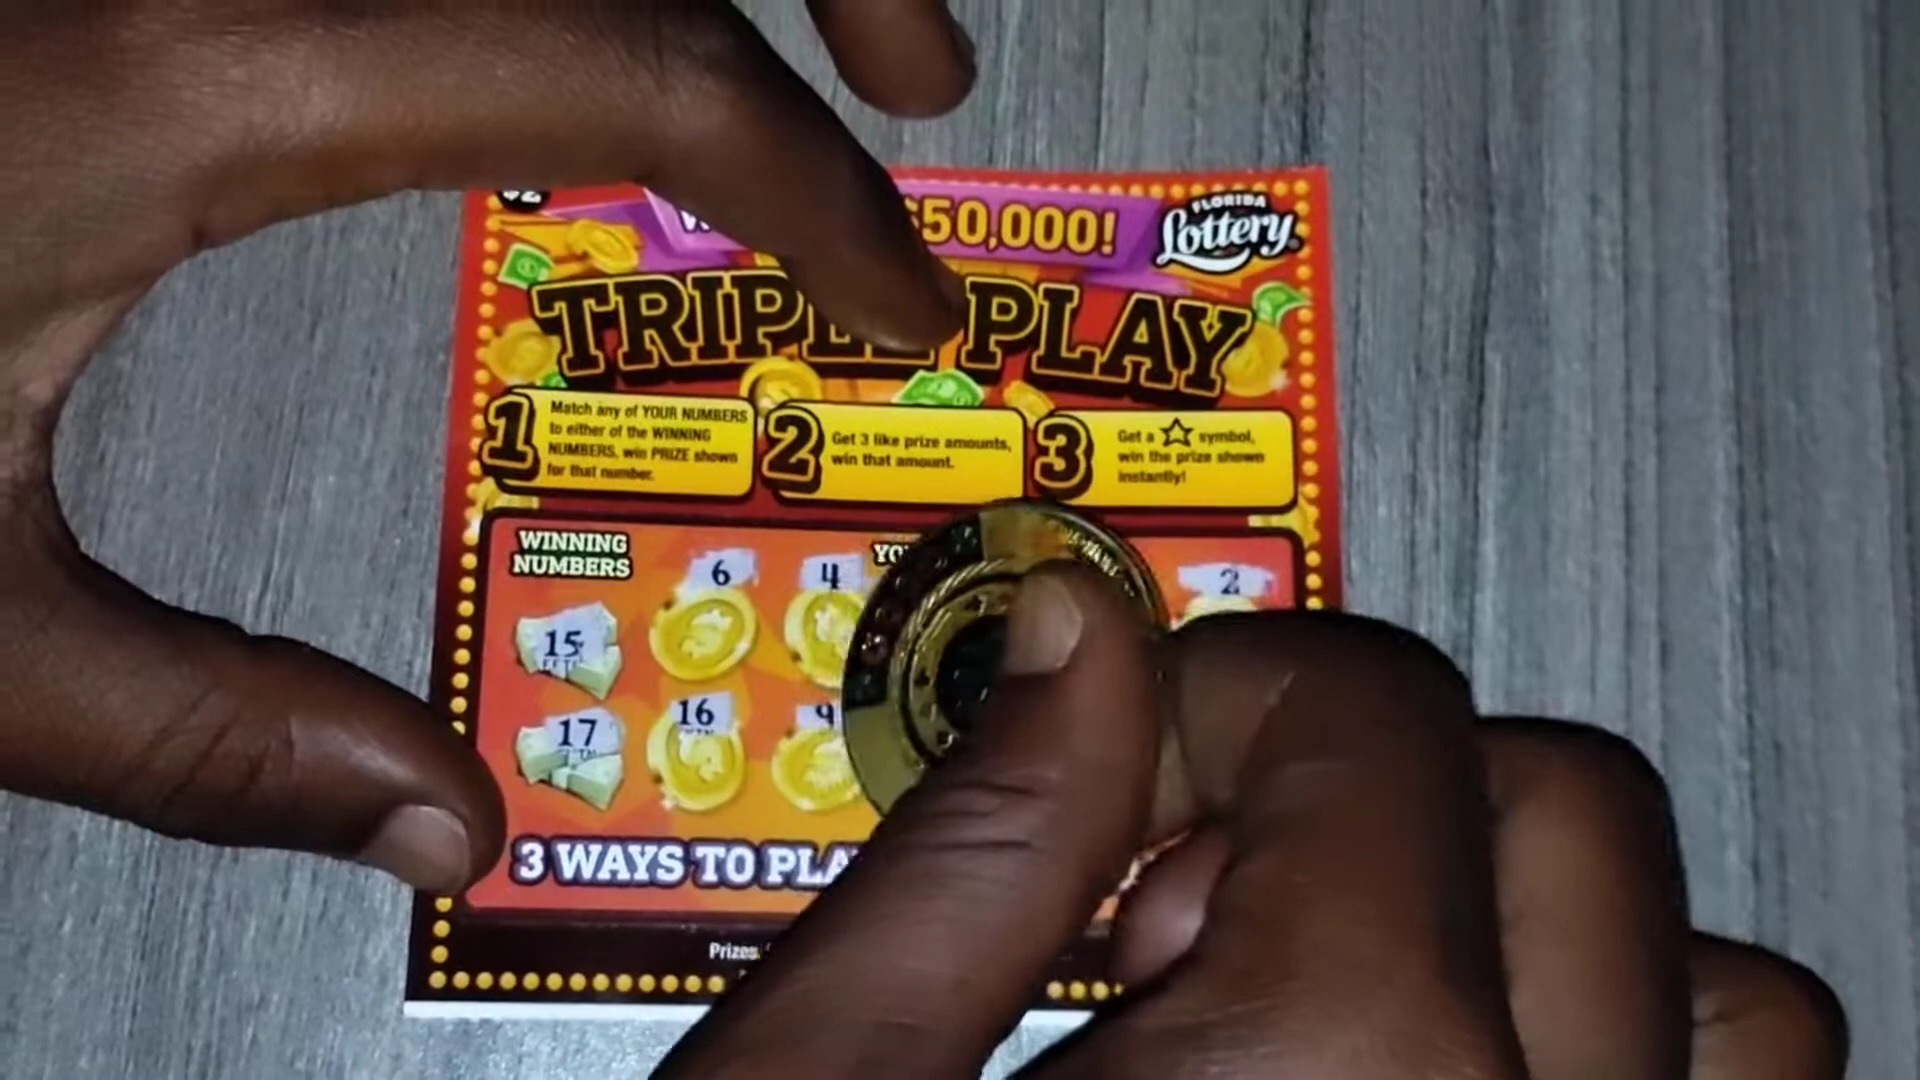 $2
$50,000!
FLORIDA
Lottery
TRIPLE PLAY
1
Match any of YOUR NUMBERS
to either of the WINNING
NUMBERS, win PRIZE shown
for that number.
2
Get 3 like prize amounts,
win that amount.
3
Get a symbol,
win the prize shown
instantly!
WINNING
NUMBERS
6
4
2
15
17
16
9
3 WAYS TO PLA
Prizes